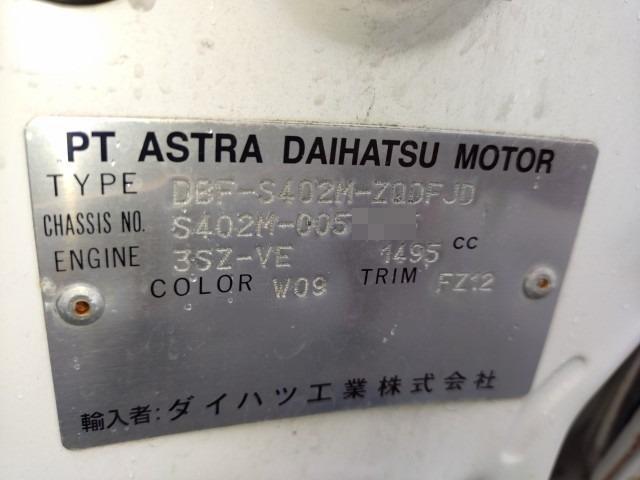 PT ASTRA DAIHATSU MOTOR
TYPE DBF-S402M-ZQDFJD
CHASSIS NO. S402M-005
ENGINE 3SZ-VE 1495 cc
COLOR W09 TRIM FZ12
輸入者:ダイハツ工業株式会社